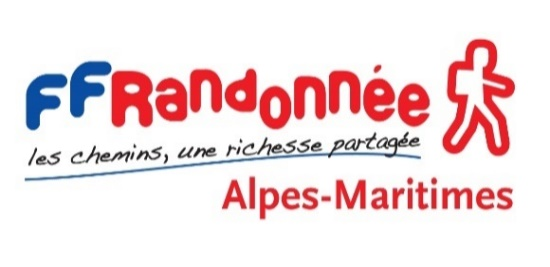 FFRandonnée
les chemins, une richesse partagée
Alpes-Maritimes